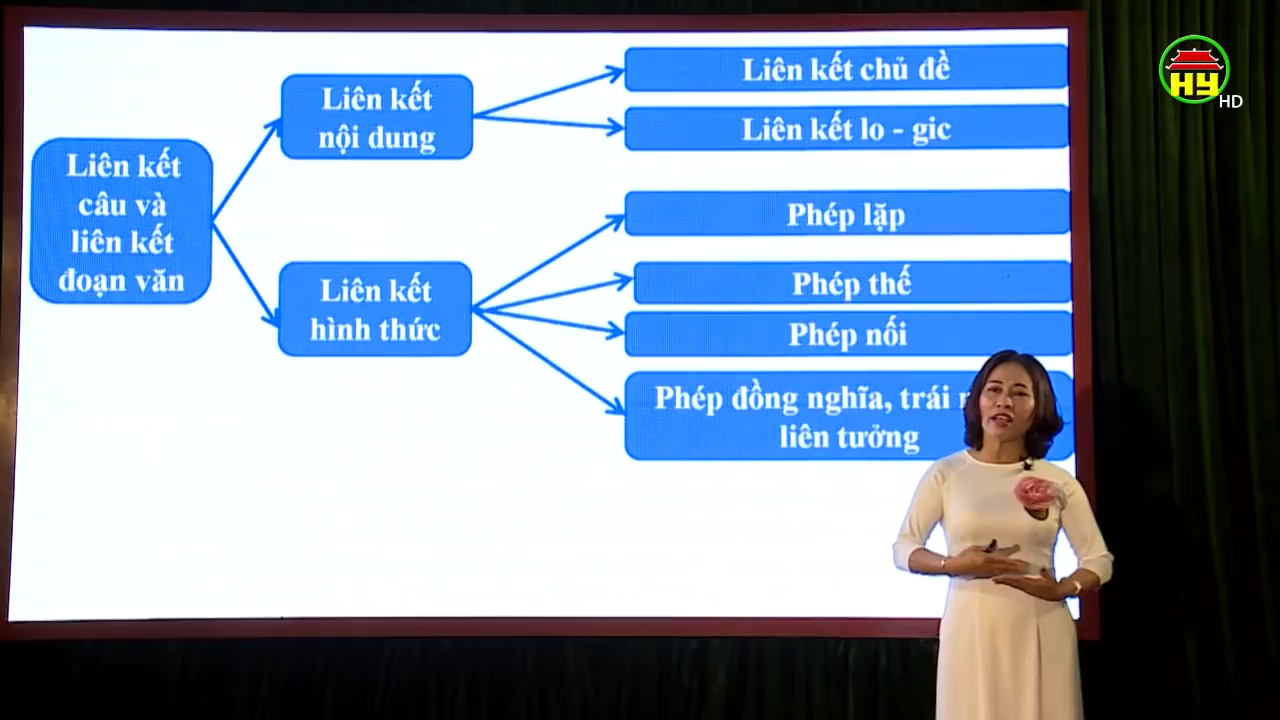 Liên kết
câu và
liên kết
đoạn văn
Liên kết
nội dung
Liên kết
hình thức
Liên kết chủ đề
Liên kết lo - gic
Phép lặp
Phép thế
Phép nối
Phép đồng nghĩa, trái
liên tưởng
HY
HD